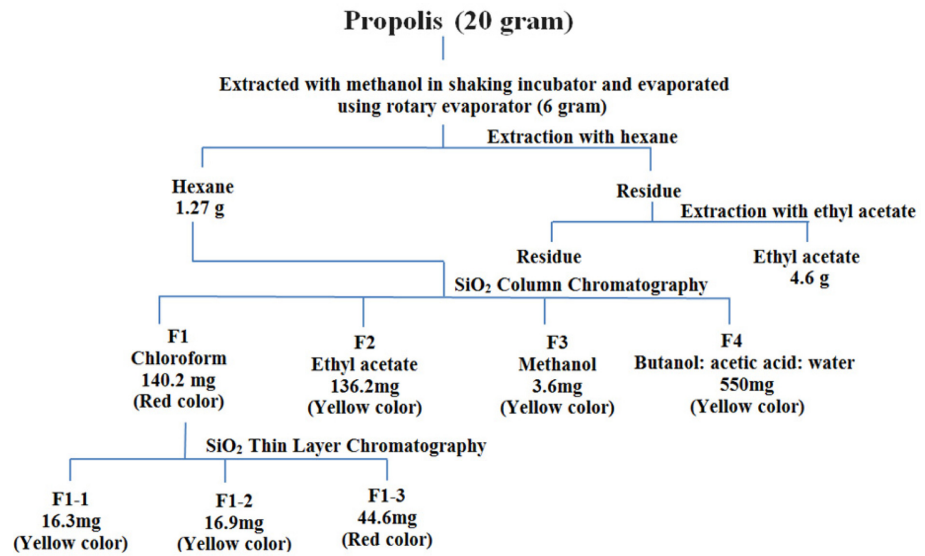 Propolis (20 gram)
Extracted with methanol in shaking incubator and evaporated
using rotary evaporator (6 gram)
Extraction with hexane
Hexane
1.27 g
Residue
Extraction with ethyl acetate
Residue
Ethyl acetate
4.6 g
SiO₂ Column Chromatography
F1
Chloroform
140.2 mg
(Red color)
F2
Ethyl acetate
136.2mg
(Yellow color)
F3
Methanol
3.6mg
(Yellow color)
F4
Butanol: acetic acid: water
550mg
(Yellow color)
SiO₂ Thin Layer Chromatography
F1-1
16.3mg
(Yellow color)
F1-2
16.9mg
(Yellow color)
F1-3
44.6mg
(Red color)